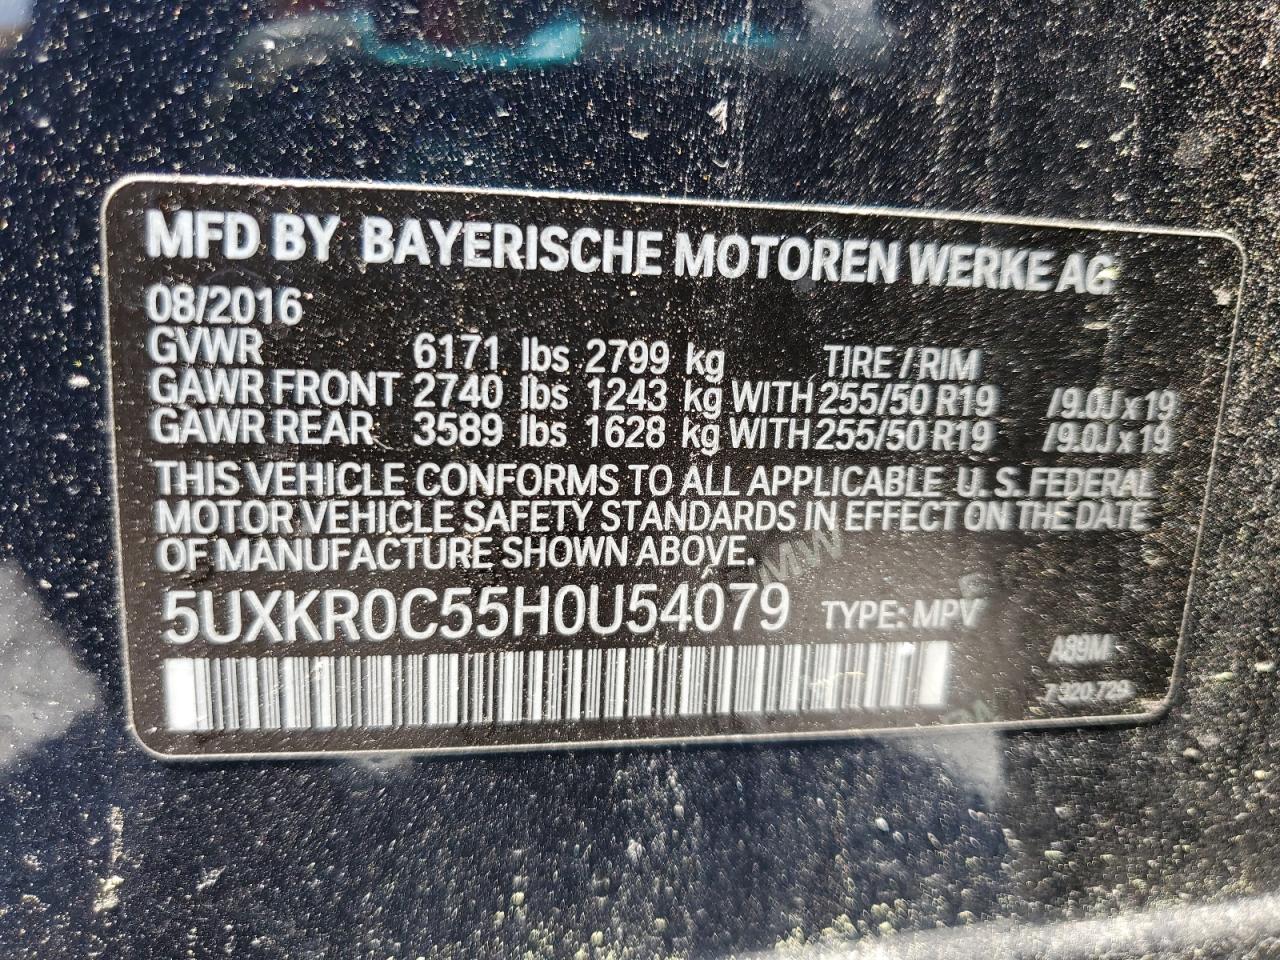 MFD BY BAYERISCHE MOTOREN WERKE AG
08/2016
GVWR 6171 lbs 2799 kg TIRE / RIM
GAWR FRONT 2740 lbs 1243 kg WITH 255/50 R19 /9.0J x 19
GAWR REAR 3589 lbs 1628 kg WITH 255/50 R19 /9.0J x 19
THIS VEHICLE CONFORMS TO ALL APPLICABLE U. S. FEDERAL
MOTOR VEHICLE SAFETY STANDARDS IN EFFECT ON THE DATE
OF MANUFACTURE SHOWN ABOVE.
5UXKR0C55H0U54079 TYPE: MPV
A89M
7 920 729